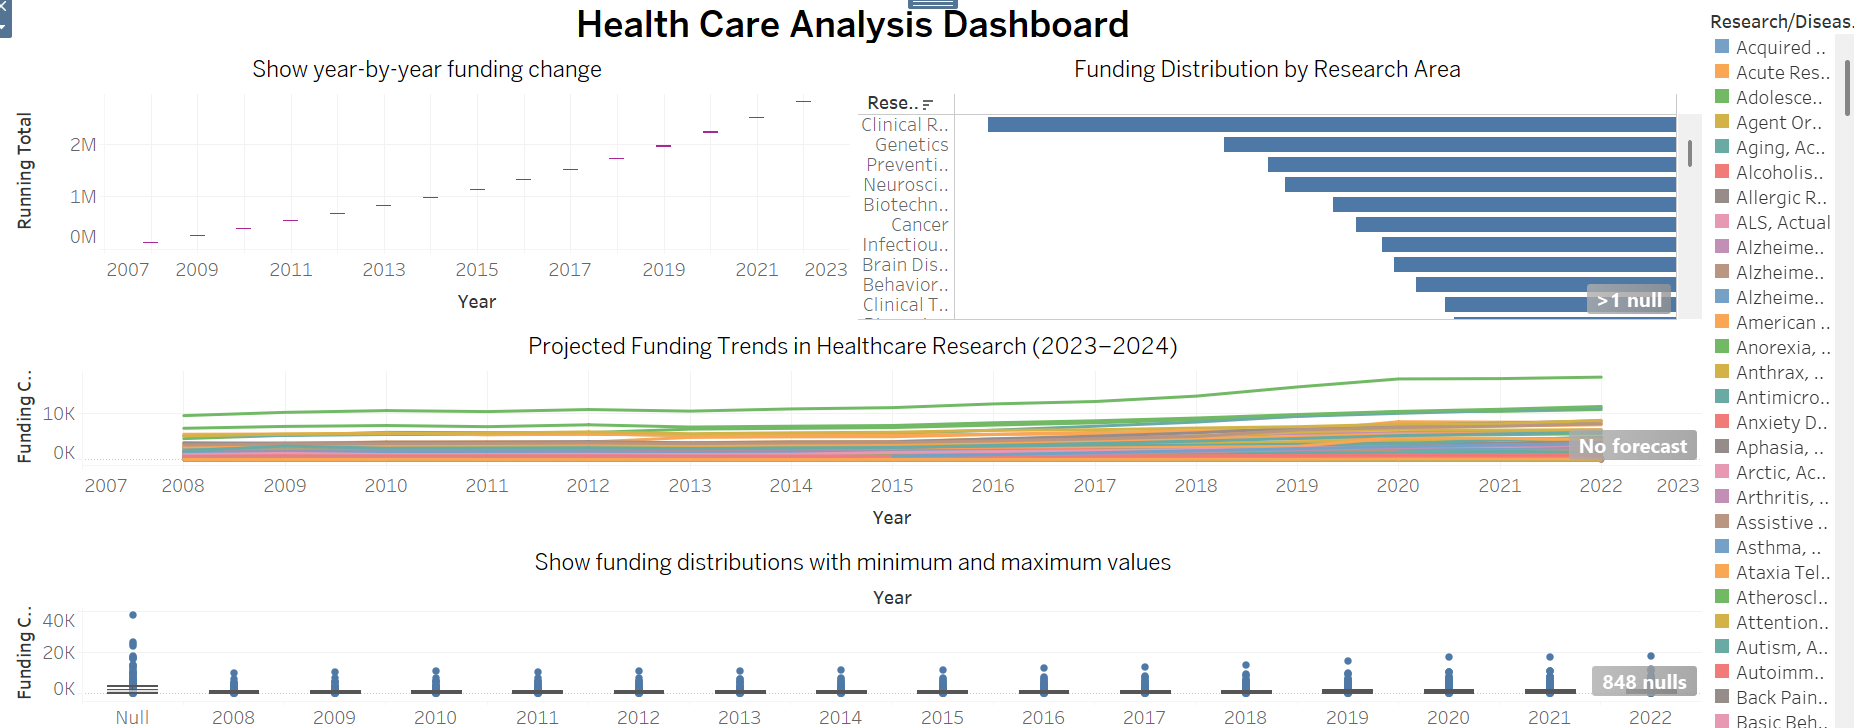 Health Care Analysis Dashboard
Show year-by-year funding change
Running Total
2M
1M
0M
2007 2009 2011 2013 2015 2017 2019 2021 2023
Year
Funding Distribution by Research Area
Rese..
Clinical R..
Genetics
Preventi..
Neurosci..
Biotechn..
Cancer
Infectiou..
Brain Dis..
Behavior..
Clinical T..
>1 null
Projected Funding Trends in Healthcare Research (2023–2024)
Funding C..
10K
0K
No forecast
2007 2008 2009 2010 2011 2012 2013 2014 2015 2016 2017 2018 2019 2020 2021 2022 2023
Year
Show funding distributions with minimum and maximum values
Year
Funding C..
40K
20K
0K
848 nulls
Null 2008 2009 2010 2011 2012 2013 2014 2015 2016 2017 2018 2019 2020 2021 2022
Research/Diseas.
Acquired ..
Acute Res..
Adolesce..
Agent Or..
Aging, Ac..
Alcoholis..
Allergic R..
ALS, Actual
Alzheime..
Alzheime..
Alzheime..
American ..
Anorexia, ..
Anthrax, ..
Antimicro..
Anxiety D..
Aphasia, ..
Arctic, Ac..
Arthritis, ..
Assistive ..
Asthma, ..
Ataxia Tel..
Atheroscl..
Attention..
Autism, A..
Autoimm..
Back Pain..
Basic Beh..